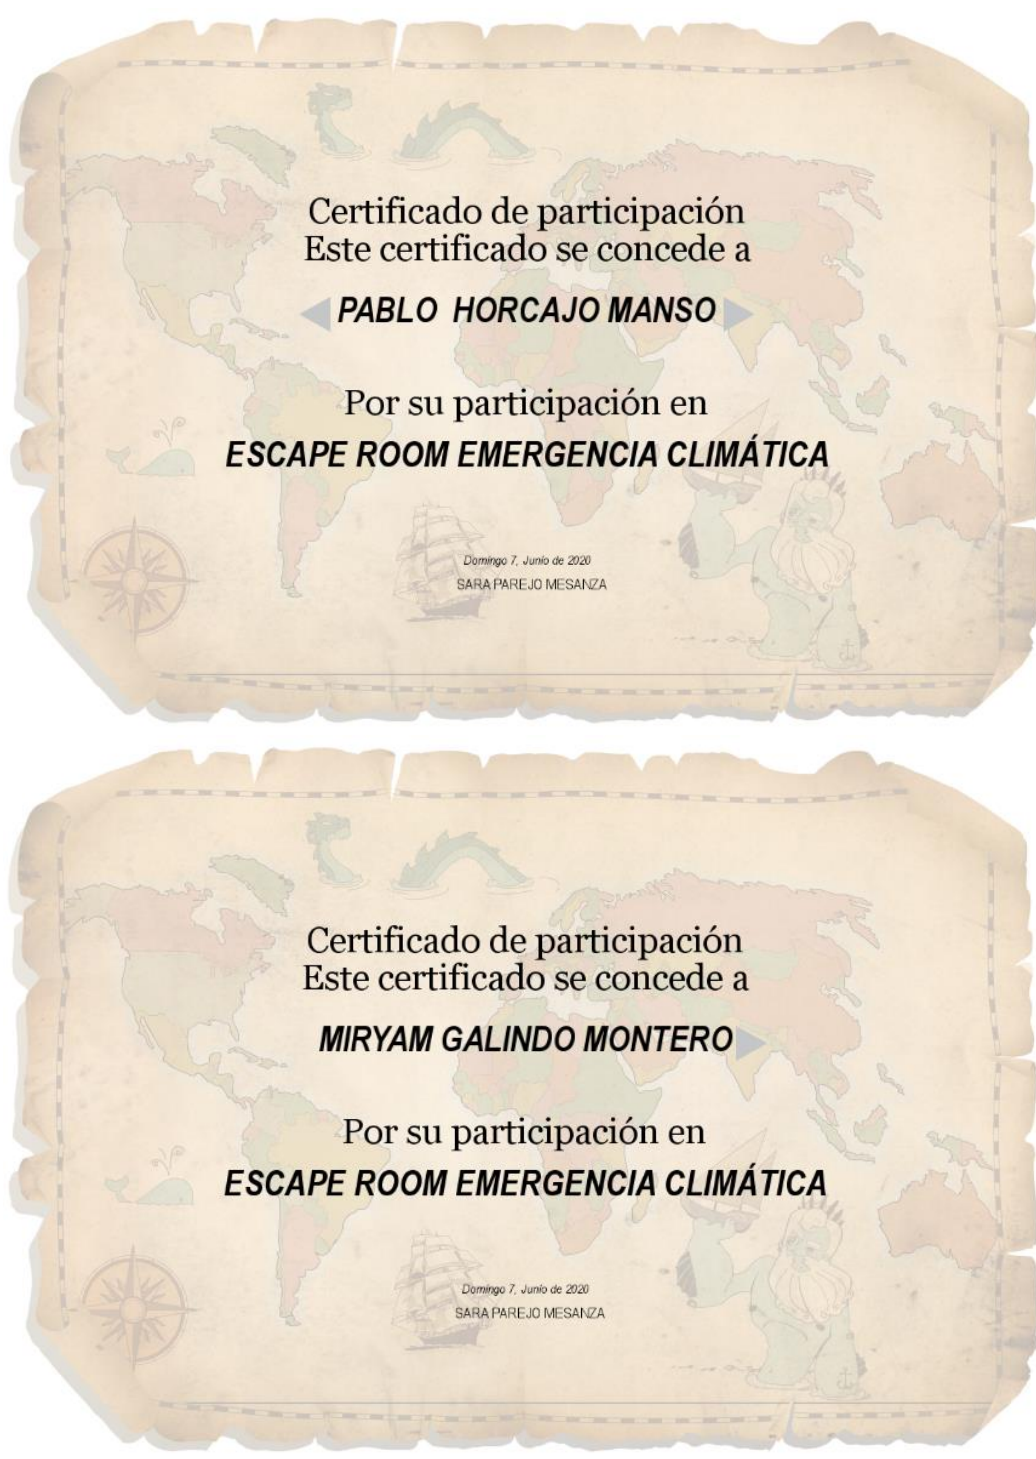 Certificado de participación
Este certificado se concede a
PABLO HORCAJO MANSO
Por su participación en
ESCAPE ROOM EMERGENCIA CLIMÁTICA
Domingo 7, Junio de 2020
SARA PAREJO MESANZA
Certificado de participación
Este certificado se concede a
MIRYAM GALINDO MONTERO
Por su participación en
ESCAPE ROOM EMERGENCIA CLIMÁTICA
Domingo 7, Junio de 2020
SARA PAREJO MESANZA